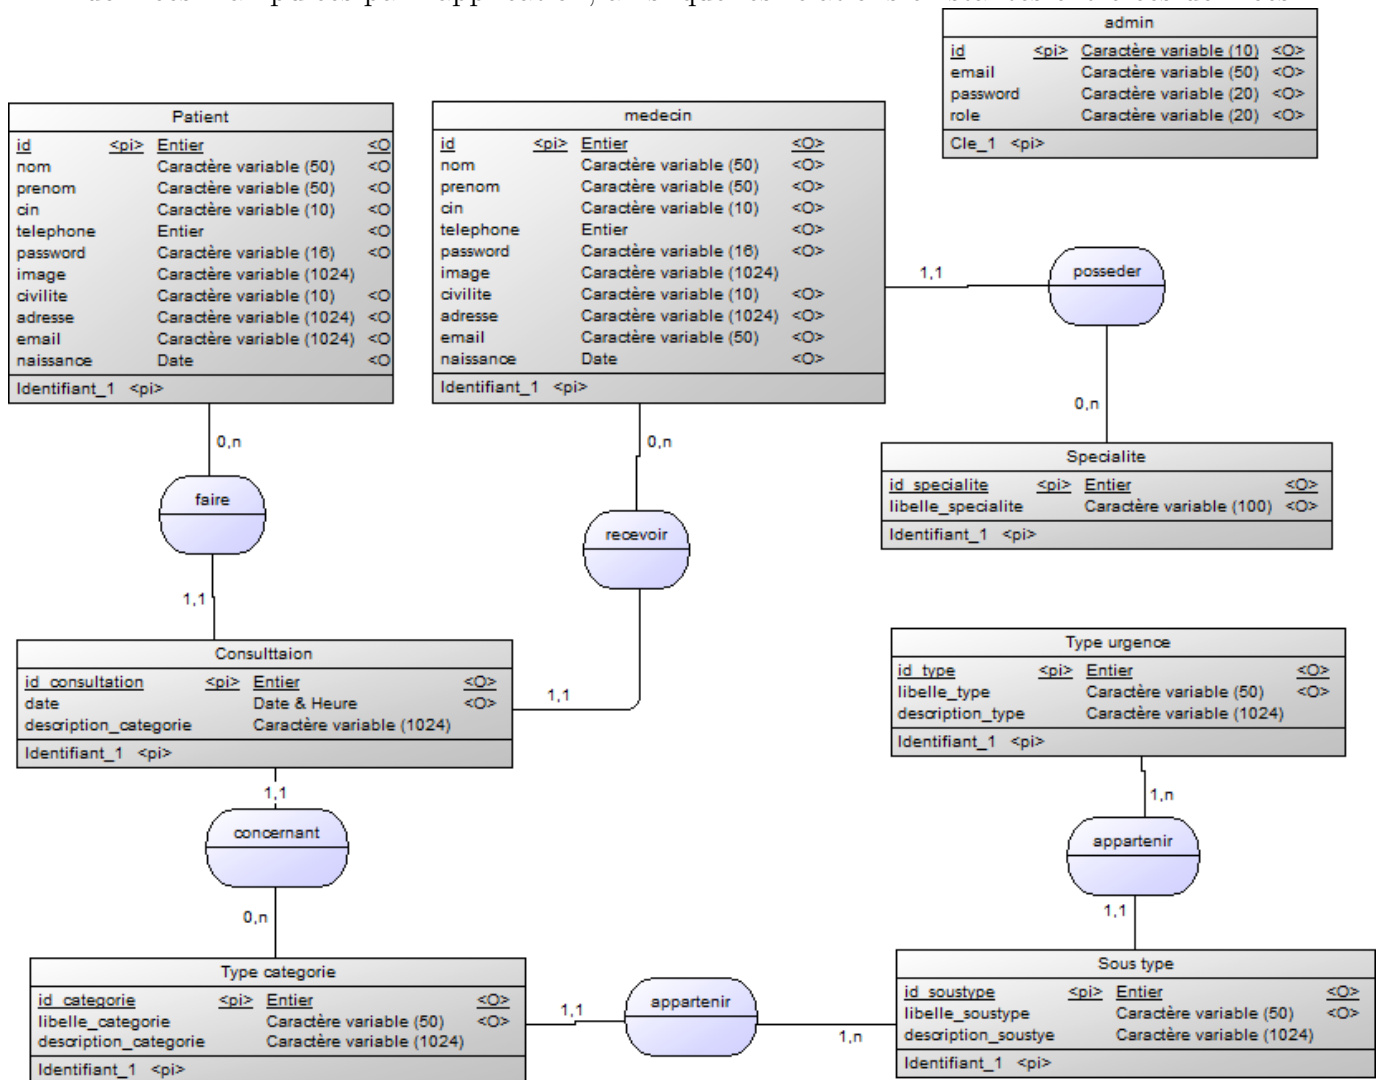 admin
id <pi> Caractère variable (10) <O>
email Caractère variable (50) <O>
password Caractère variable (20) <O>
role Caractère variable (20) <O>
Cle_1 <pi>
Patient
id <pi> Entier <O
nom Caractère variable (50) <O
prenom Caractère variable (50) <O
cin Caractère variable (10) <O
telephone Entier <O
password Caractère variable (16) <O
image Caractère variable (1024)
civilite Caractère variable (10) <O
adresse Caractère variable (1024) <O
email Caractère variable (1024) <O
naissance Date <O
Identifiant_1 <pi>
medecin
id <pi> Entier <O>
nom Caractère variable (50) <O>
prenom Caractère variable (50) <O>
cin Caractère variable (10) <O>
telephone Entier <O>
password Caractère variable (16) <O>
image Caractère variable (1024)
civilite Caractère variable (10) <O>
adresse Caractère variable (1024) <O>
email Caractère variable (50) <O>
naissance Date <O>
Identifiant_1 <pi>
1,1
posseder
0,n
Specialite
id_specialite <pi> Entier <O>
libelle_specialite Caractère variable (100) <O>
Identifiant_1 <pi>
0,n
faire
1,1
0,n
recevoir
1,1
Consulttaion
id_consultation <pi> Entier <O>
date Date & Heure <O>
description_categorie Caractère variable (1024)
Identifiant_1 <pi>
Type urgence
id_type <pi> Entier <O>
libelle_type Caractère variable (50) <O>
description_type Caractère variable (1024)
Identifiant_1 <pi>
1,1
concernant
0,n
1,n
appartenir
1,1
Type categorie
id_categorie <pi> Entier <O>
libelle_categorie Caractère variable (50) <O>
description_categorie Caractère variable (1024)
Identifiant_1 <pi>
1,1
appartenir
1,n
Sous type
id_soustype <pi> Entier <O>
libelle_soustype Caractère variable (50) <O>
description_soustye Caractère variable (1024)
Identifiant_1 <pi>